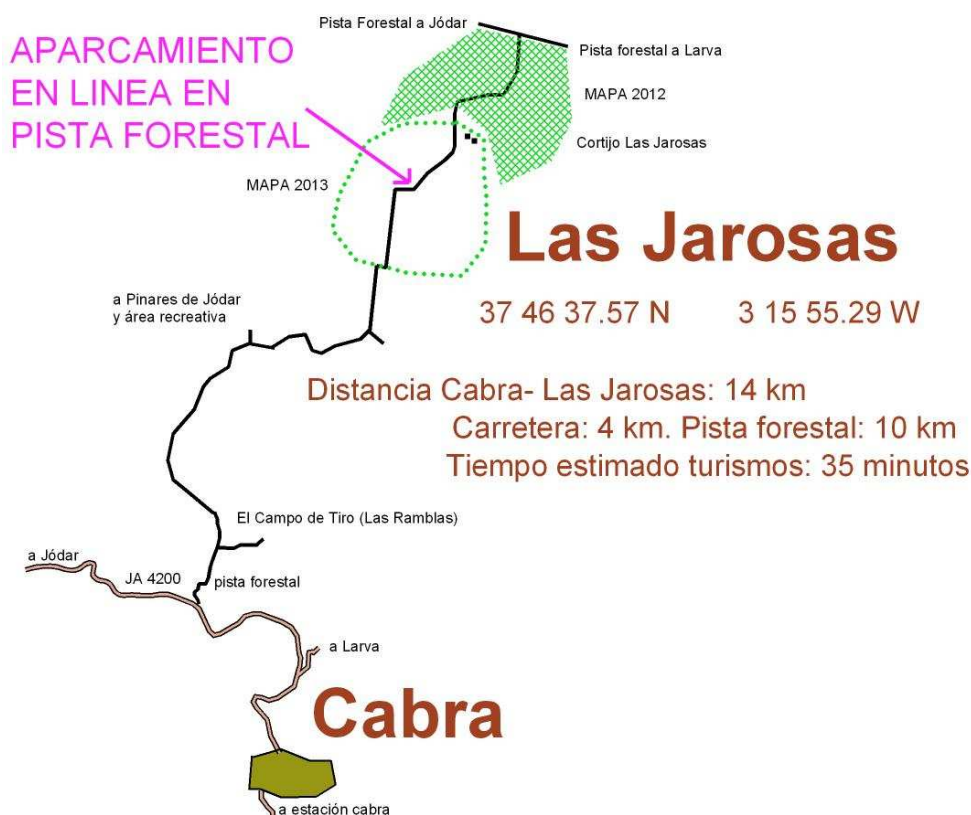 Pista Forestal a Jódar
APARCAMIENTO
EN LINEA EN
PISTA FORESTAL
Pista forestal a Larva
MAPA 2012
Cortijo Las Jarosas
MAPA 2013
Las Jarosas
a Pinares de Jódar
y área recreativa
37 46 37.57 N 3 15 55.29 W
Distancia Cabra- Las Jarosas: 14 km
Carretera: 4 km. Pista forestal: 10 km
Tiempo estimado turismos: 35 minutos
El Campo de Tiro (Las Ramblas)
a Jódar
JA 4200
pista forestal
a Larva
Cabra
a estación cabra